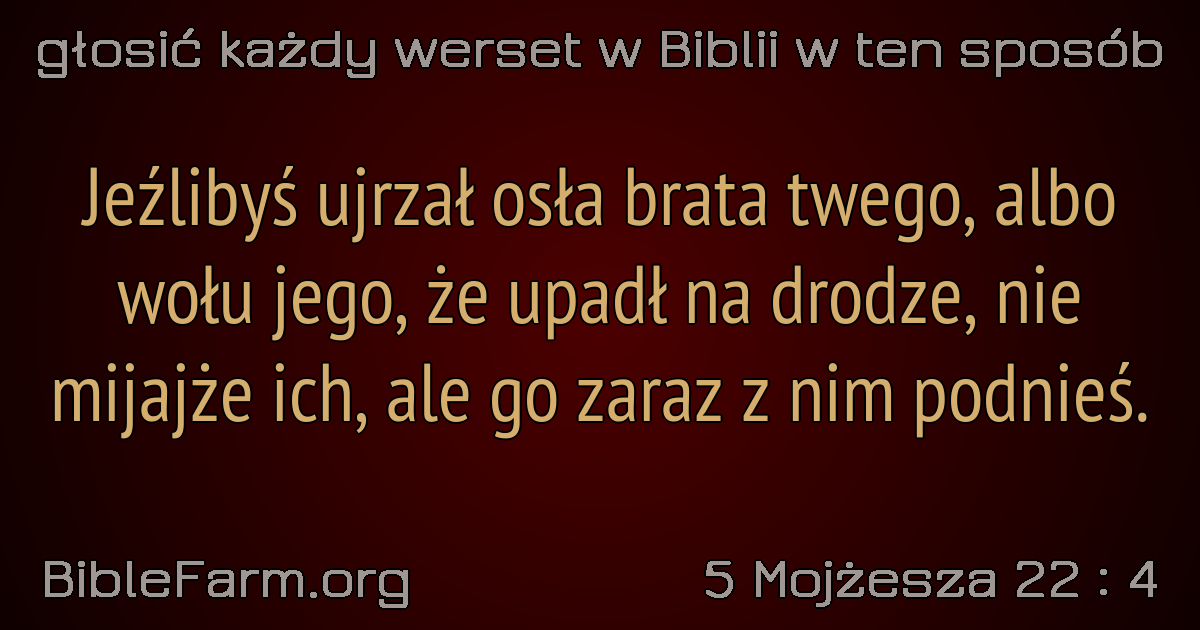 głosić każdy werset w Biblii w ten sposób
Jeźlibyś ujrzał osła brata twego, albo
wołu jego, że upadł na drodze, nie
mijajże ich, ale go zaraz z nim podnieś.
BibleFarm.org
5 Mojżesza 22 : 4